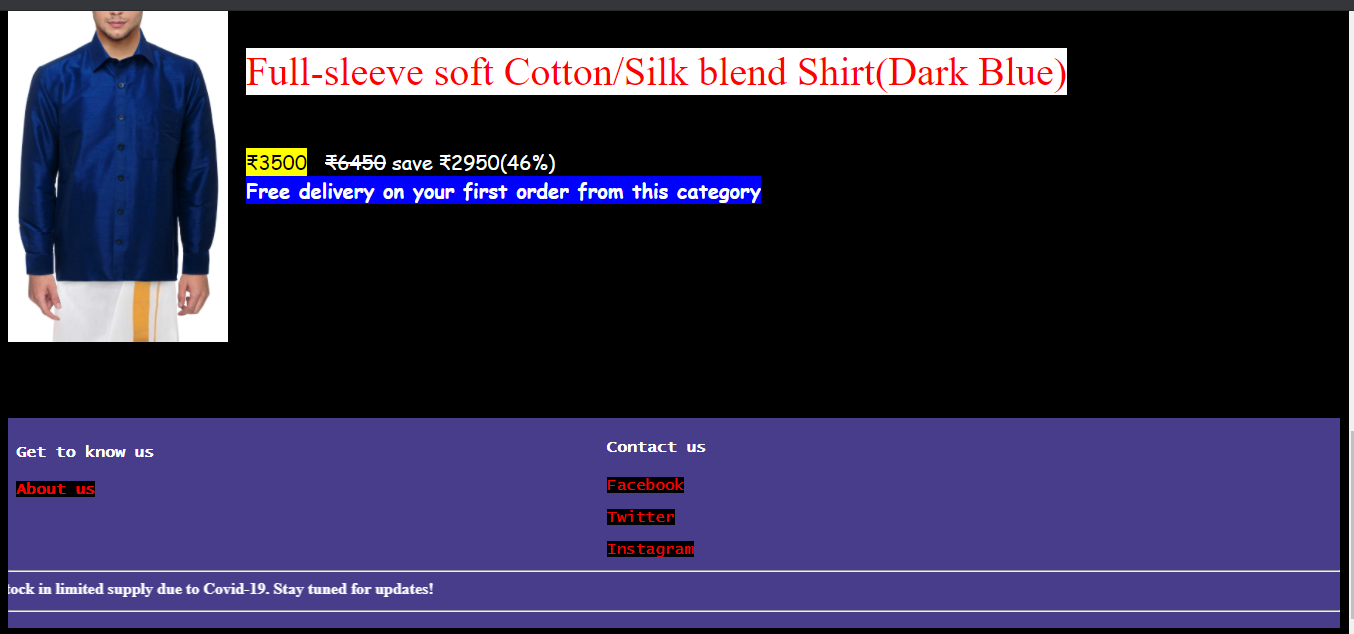 Full-sleeve soft Cotton/Silk blend Shirt(Dark Blue)
₹3500 ₹6450 save ₹2950(46%)
Free delivery on your first order from this category
Get to know us
About us
Contact us
Facebook
Twitter
Instagram
in limited supply due to Covid-19. Stay tuned for updates!